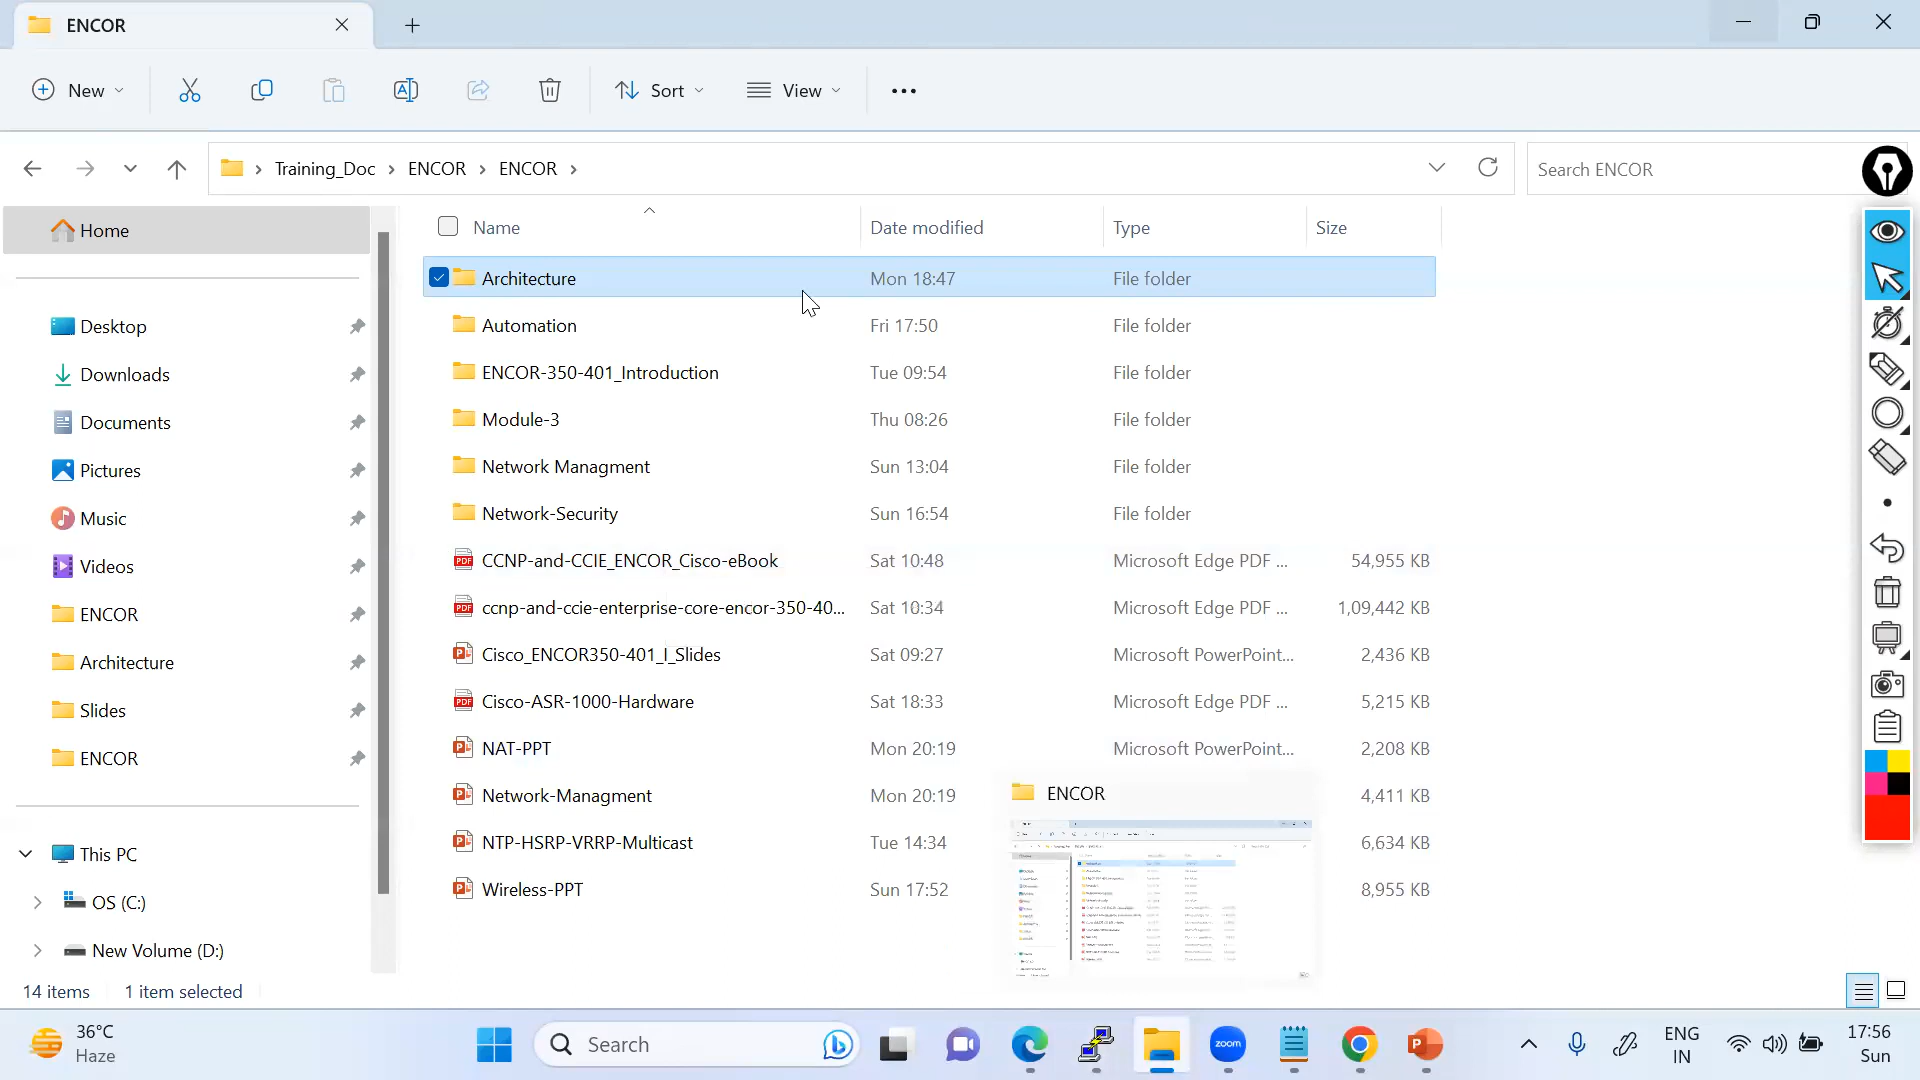 ENCOR
New
Sort
View
Training_Doc
ENCOR
ENCOR
Search ENCOR
Home
Desktop
Downloads
Documents
Pictures
Music
Videos
ENCOR
Architecture
Slides
ENCOR
This PC
OS (C:)
New Volume (D:)
Name Date modified Type Size
Architecture Mon 18:47 File folder
Automation Fri 17:50 File folder
ENCOR-350-401_Introduction Tue 09:54 File folder
Module-3 Thu 08:26 File folder
Network Managment Sun 13:04 File folder
Network-Security Sun 16:54 File folder
CCNP-and-CCIE_ENCOR_Cisco-eBook Sat 10:48 Microsoft Edge PDF ... 54,955 KB
ccnp-and-ccie-enterprise-core-encor-350-40... Sat 10:34 Microsoft Edge PDF ... 1,09,442 KB
Cisco_ENCOR350-401_I_Slides Sat 09:27 Microsoft PowerPoint... 2,436 KB
Cisco-ASR-1000-Hardware Sat 18:33 Microsoft Edge PDF ... 5,215 KB
NAT-PPT Mon 20:19 Microsoft PowerPoint... 2,208 KB
Network-Managment Mon 20:19 4,411 KB
NTP-HSRP-VRRP-Multicast Tue 14:34 6,634 KB
Wireless-PPT Sun 17:52 8,955 KB
ENCOR
14 items 1 item selected
36°C
Haze
Search
zoom
ENG
IN
17:56
Sun